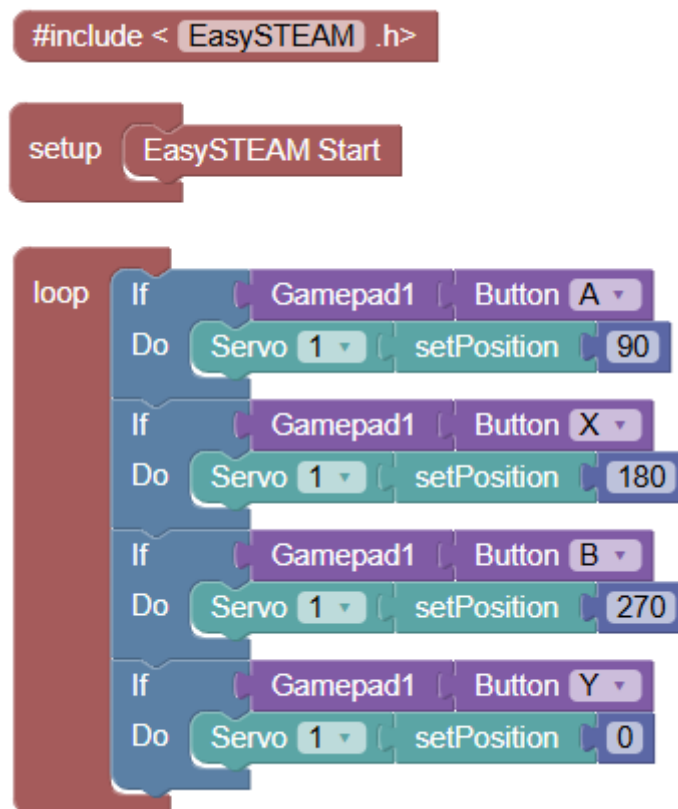 #include < EasySTEAM .h>
setup EasySTEAM Start
loop If Gamepad1 Button A
Do Servo 1 setPosition 90
If Gamepad1 Button X
Do Servo 1 setPosition 180
If Gamepad1 Button B
Do Servo 1 setPosition 270
If Gamepad1 Button Y
Do Servo 1 setPosition 0